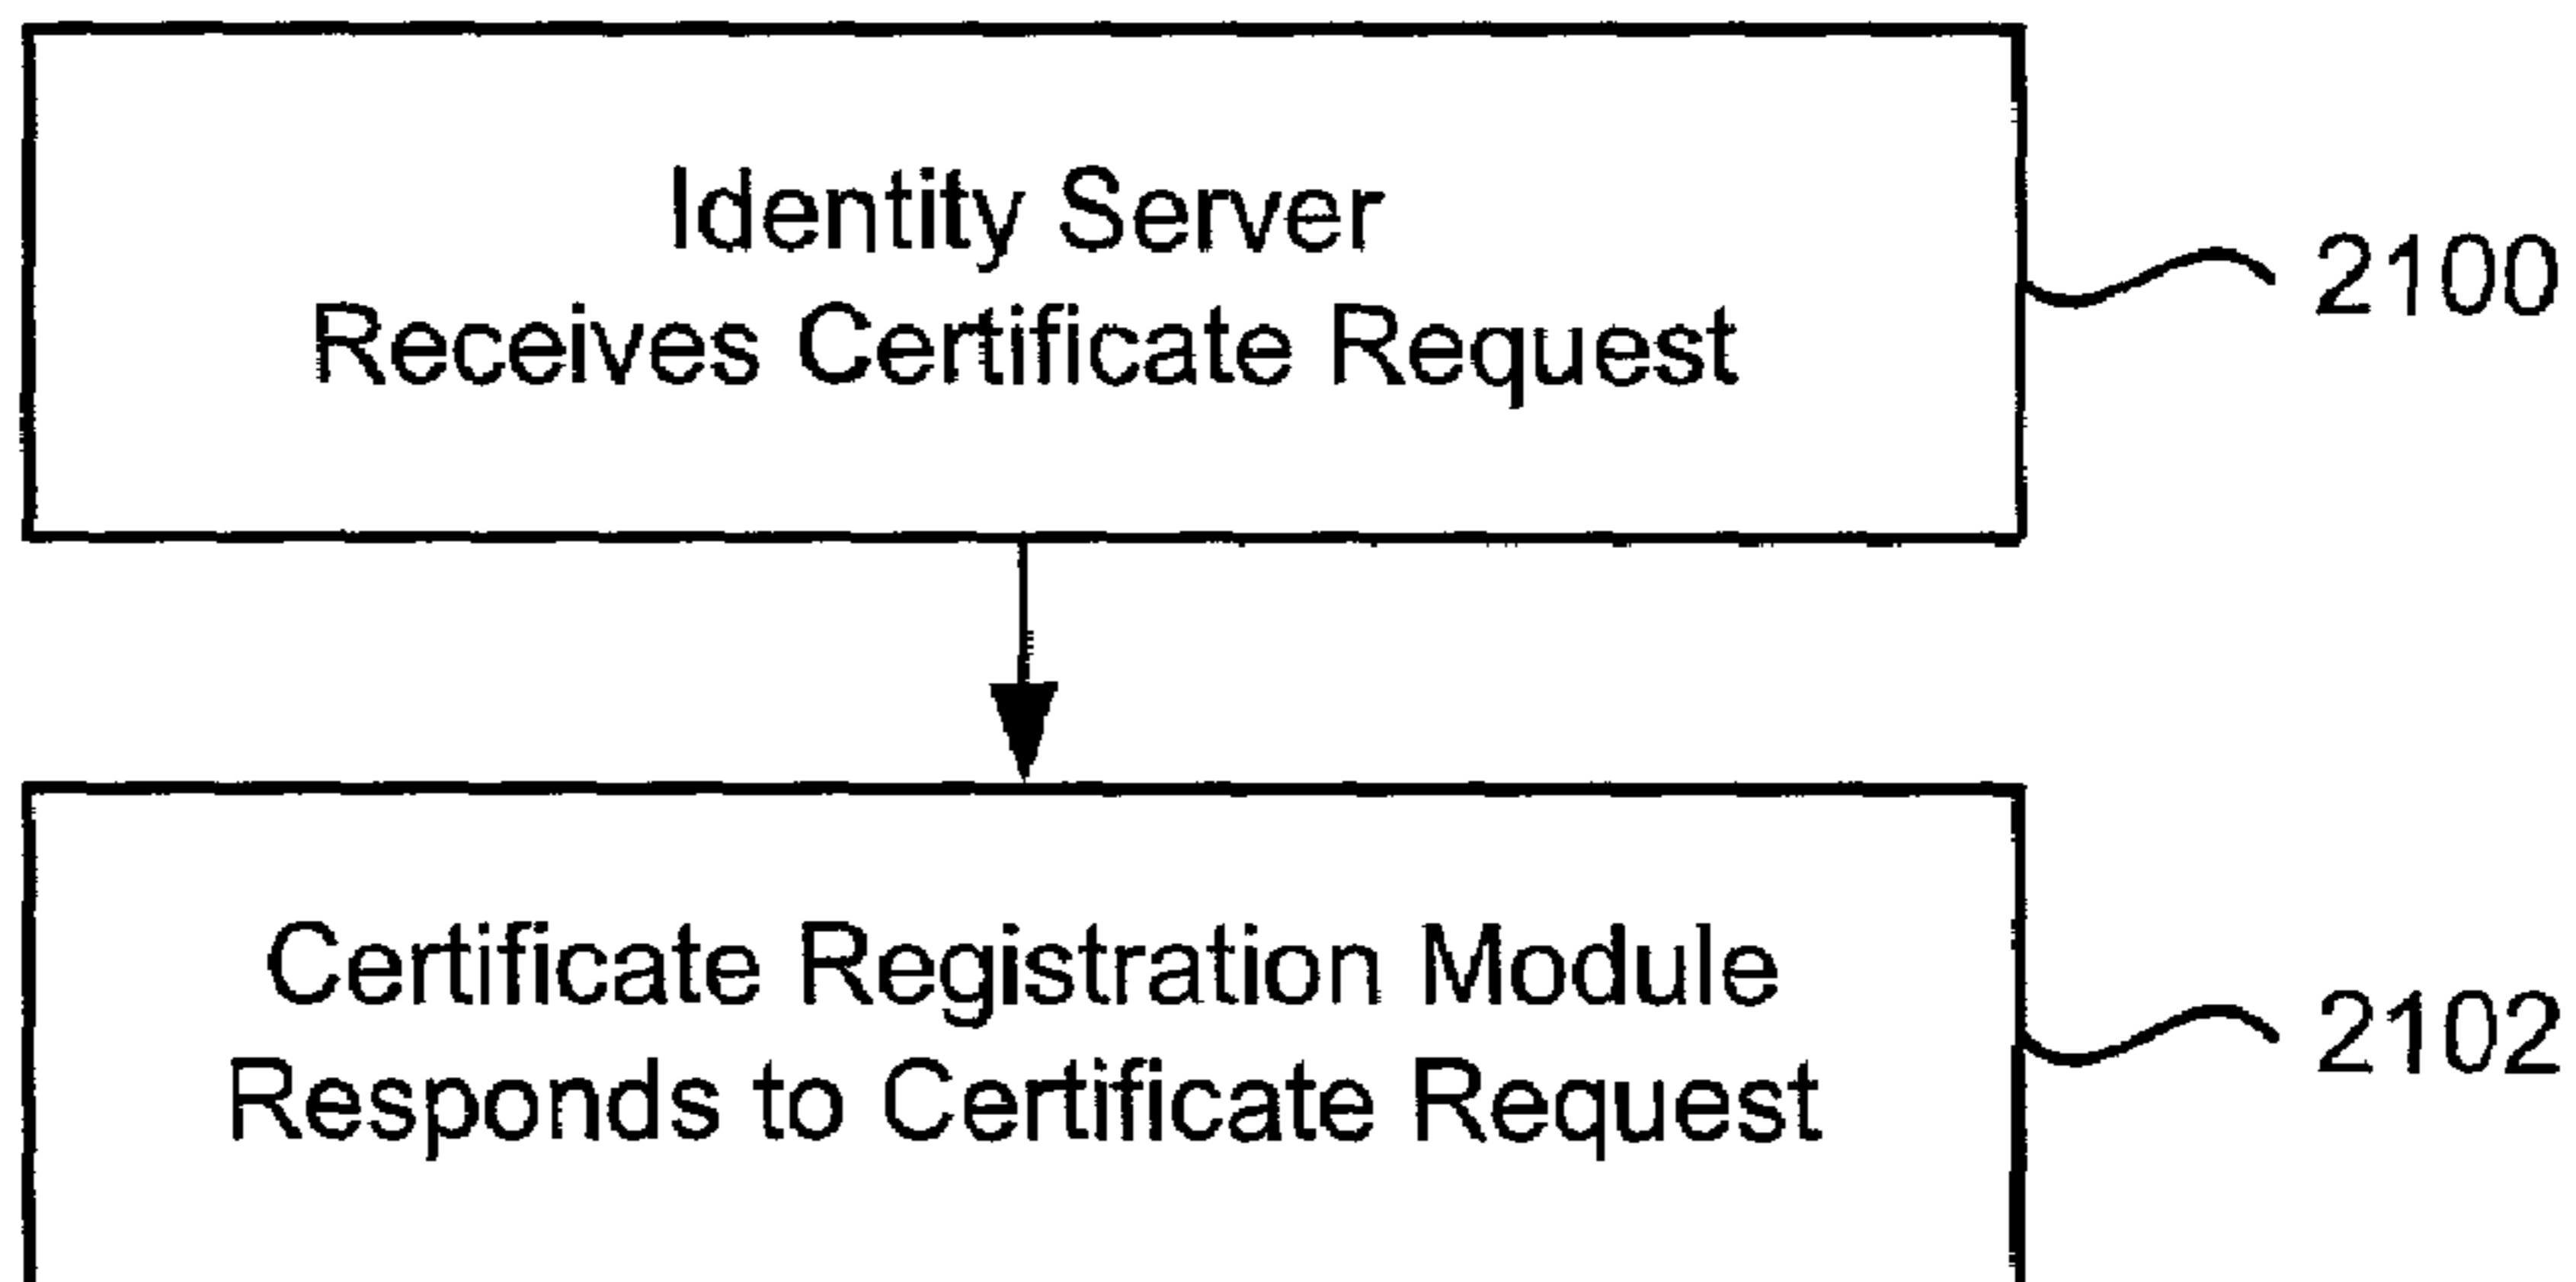 Identity Server
Receives Certificate Request
2100
Certificate Registration Module
Responds to Certificate Request
2102